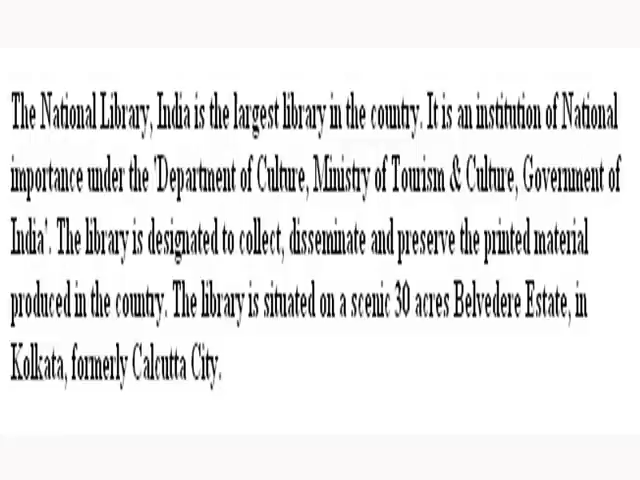 The National Library, India is the largest library in the country. It is an institution of National
importance under the 'Department of Culture, Ministry of Tourism & Culture, Government of
India'. The library is designated to collect, disseminate and preserve the printed material
produced in the country. The library is situated on a scenic 30 acres Belvedere Estate, in
Kolkata, formerly Calcutta City.